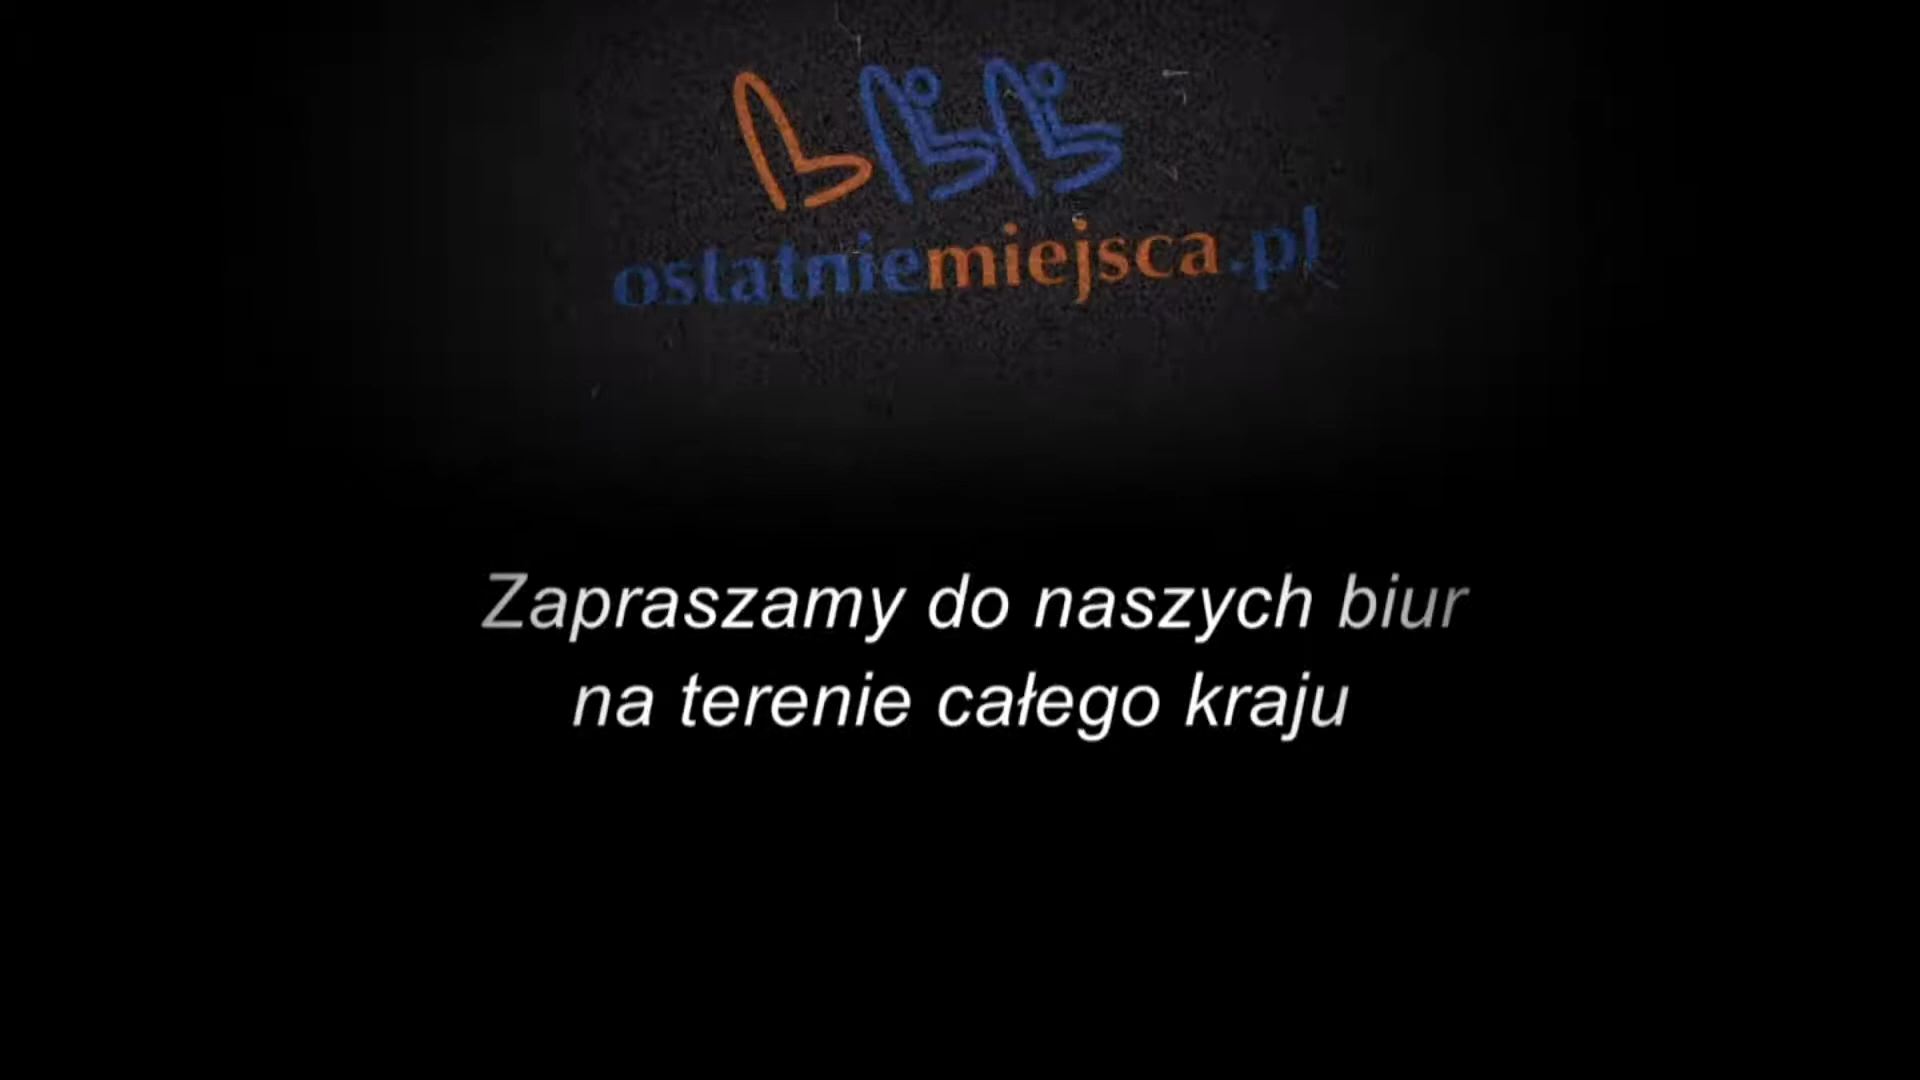 ostatniemiejsca.pl
Zapraszamy do naszych biur
na terenie całego kraju